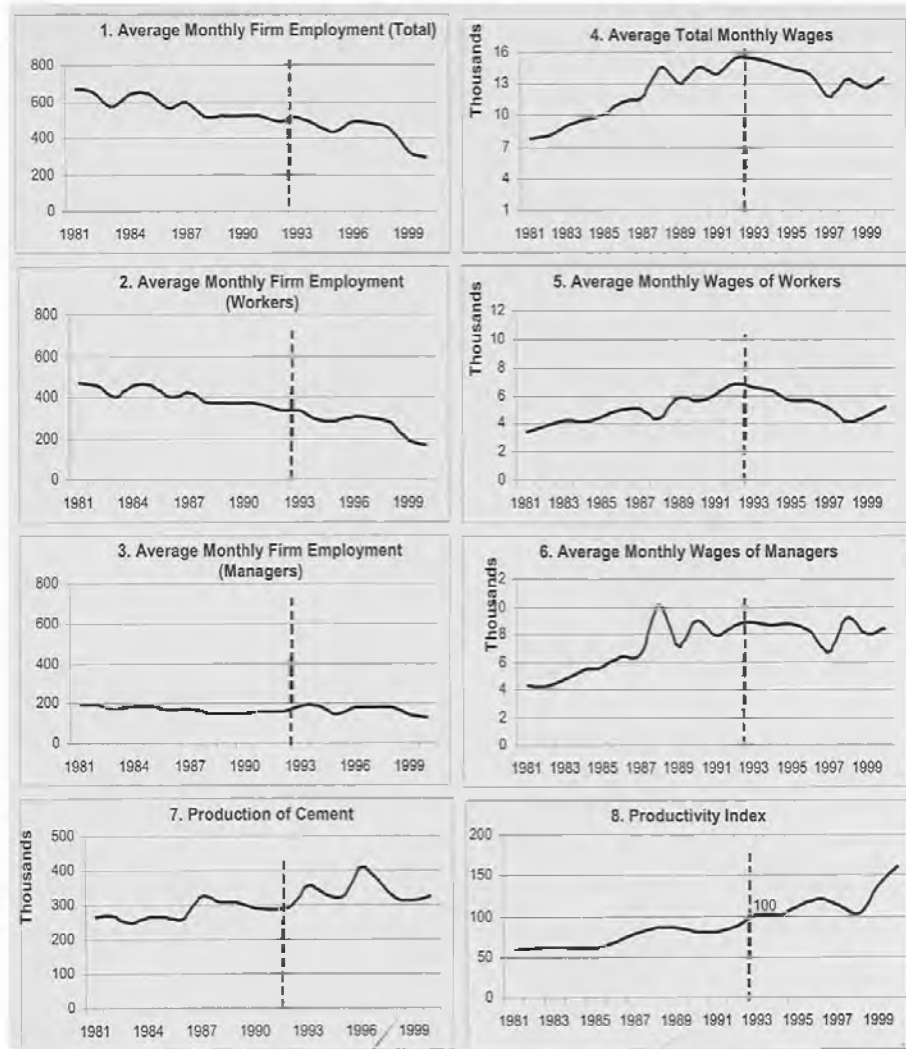 1. Average Monthly Firm Employment (Total)
800
600
400
200
0
1981 1984 1987 1990 1993 1996 1999
4. Average Total Monthly Wages
Thousands
16
13
10
7
4
1
1981 1983 1985 1987 1989 1991 1993 1995 1997 1999
2. Average Monthly Firm Employment
(Workers)
800
600
400
200
0
1981 1984 1987 1990 1993 1996 1999
5. Average Monthly Wages of Workers
Thousands
12
10
8
6
4
2
0
1981 1983 1985 1987 1989 1991 1993 1995 1997 1999
3. Average Monthly Firm Employment
(Managers)
800
600
400
200
0
1981 1984 1987 1990 1993 1996 1999
6. Average Monthly Wages of Managers
Thousands
12
10
8
6
4
2
0
1981 1983 1985 1987 1989 1991 1993 1995 1997 1999
7. Production of Cement
Thousands
500
400
300
200
100
0
1981 1984 1987 1990 1993 1996 1999
8. Productivity Index
200
150
100
50
0
100
1981 1983 1985 1987 1989 1991 1993 1995 1997 1999